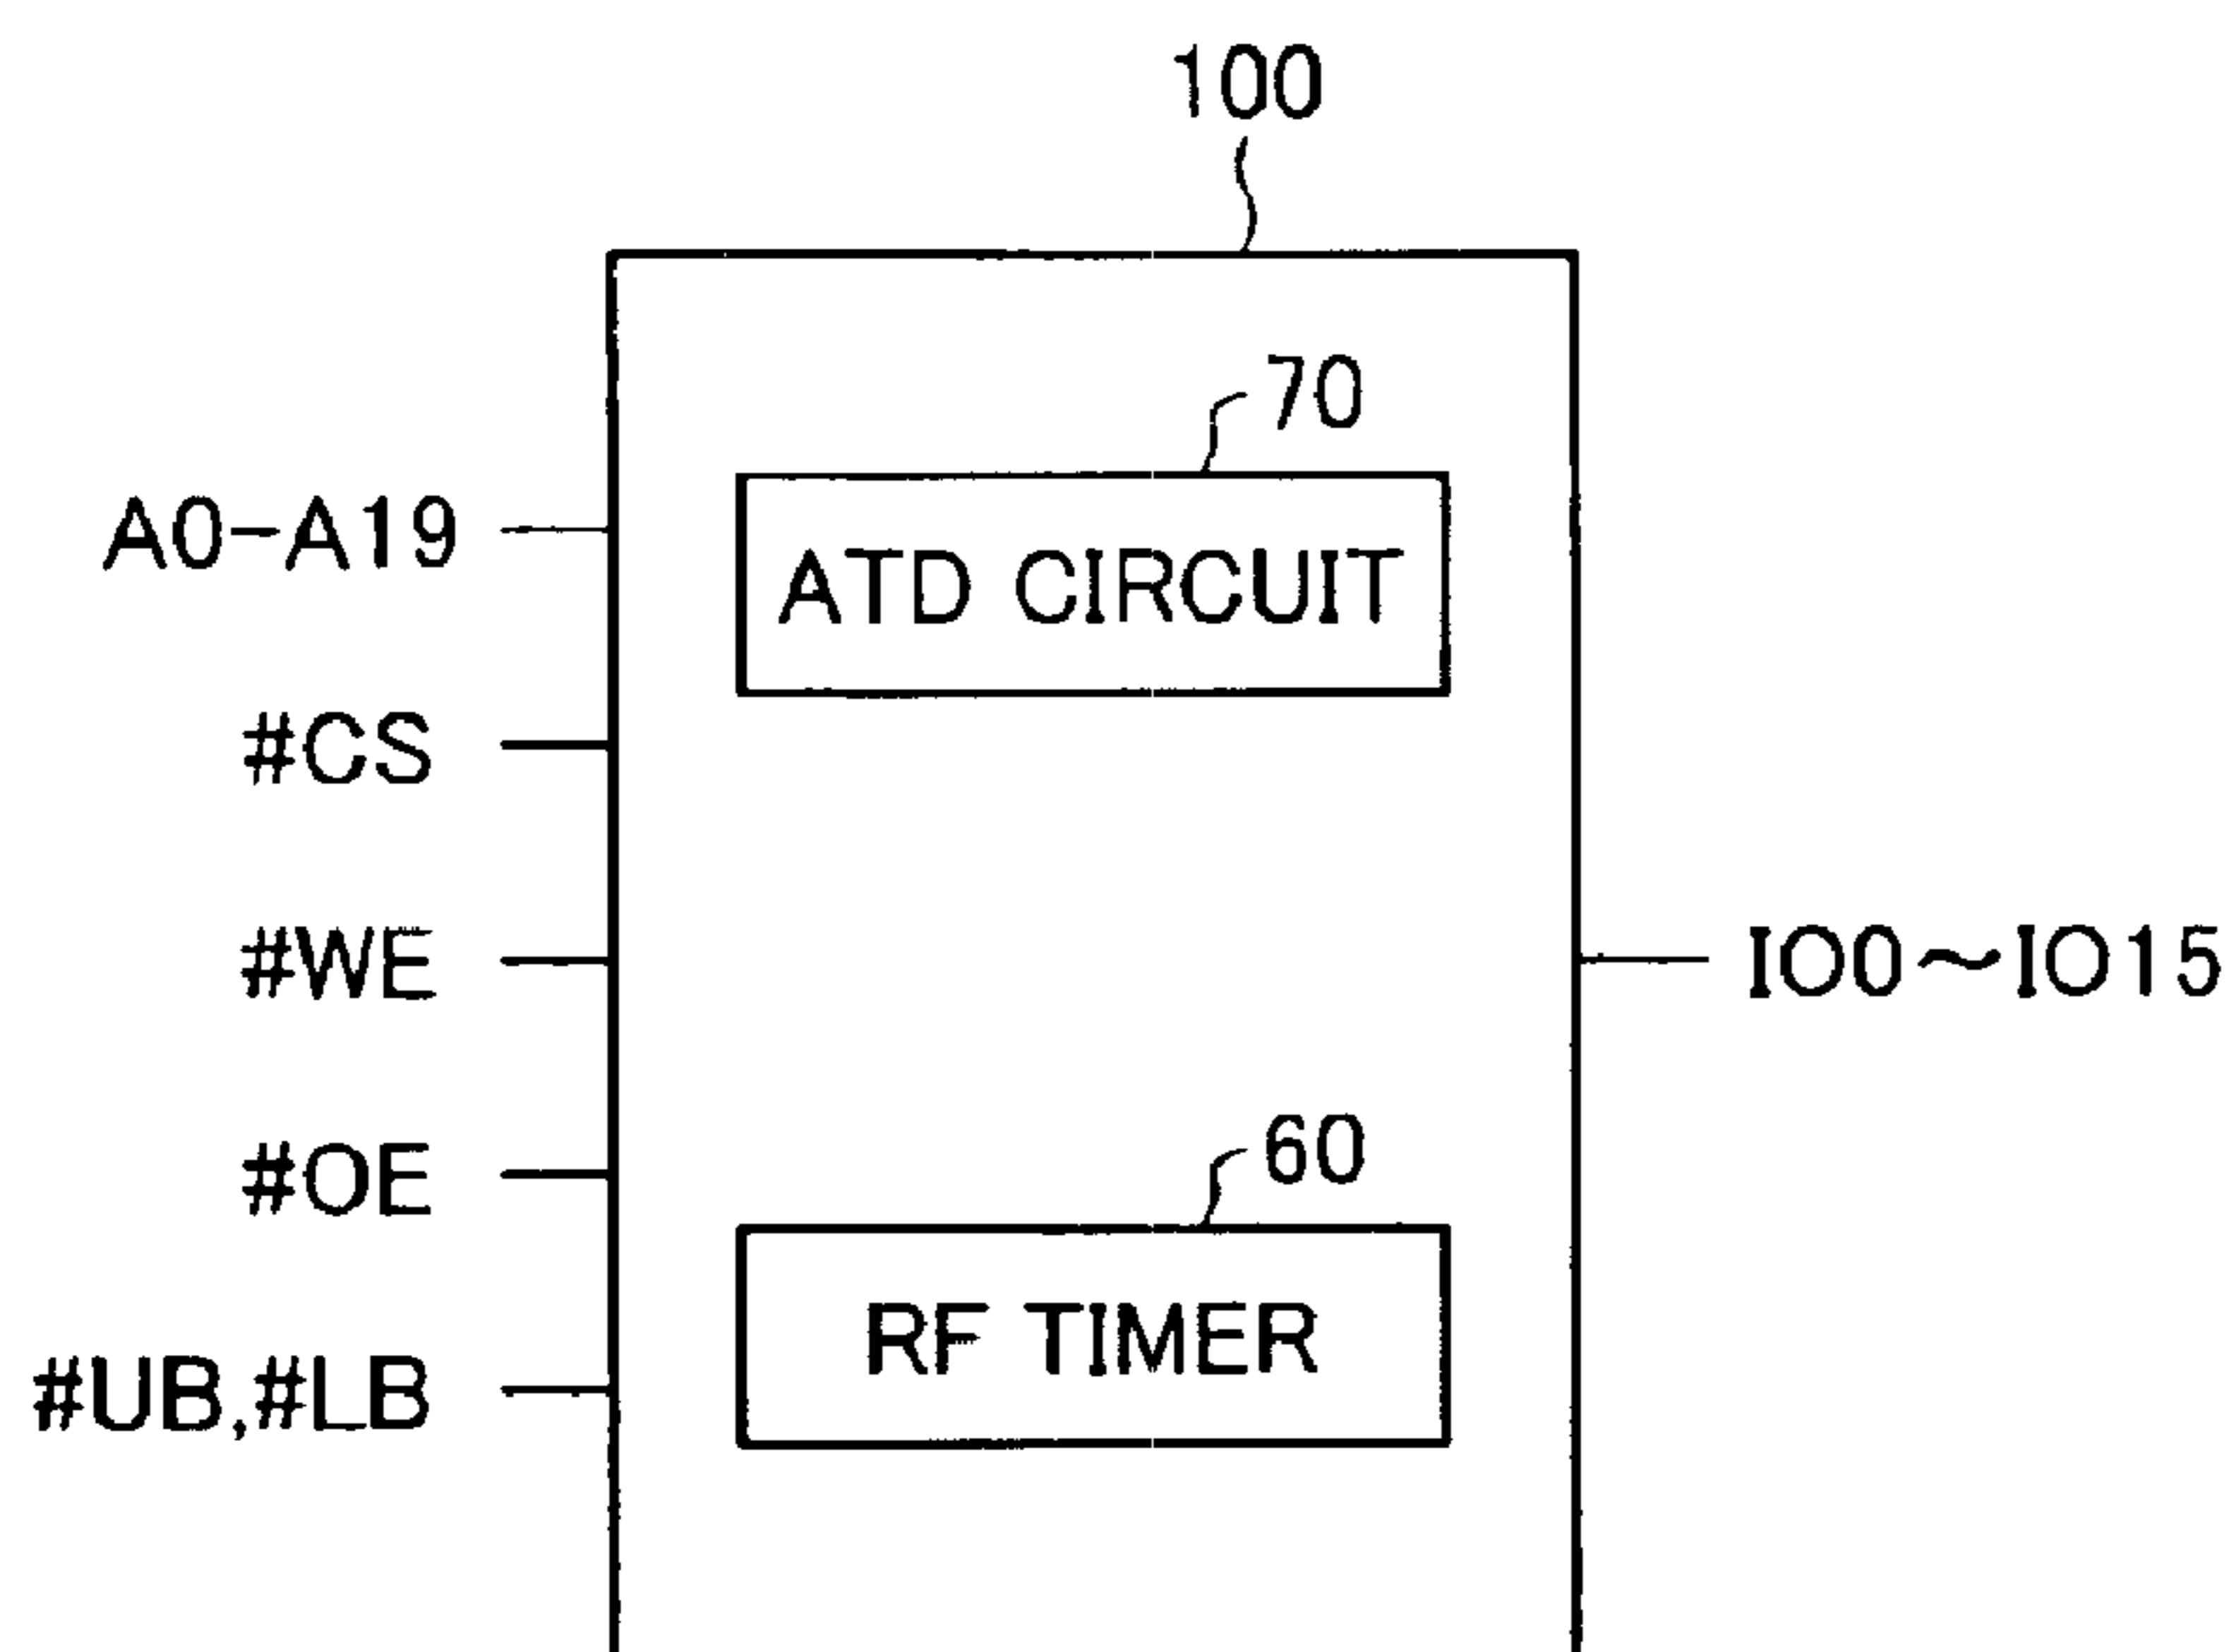 100
70
A0-A19
ATD CIRCUIT
#CS
#WE
IO0～IO15
#OE
60
RF TIMER
#UB,#LB